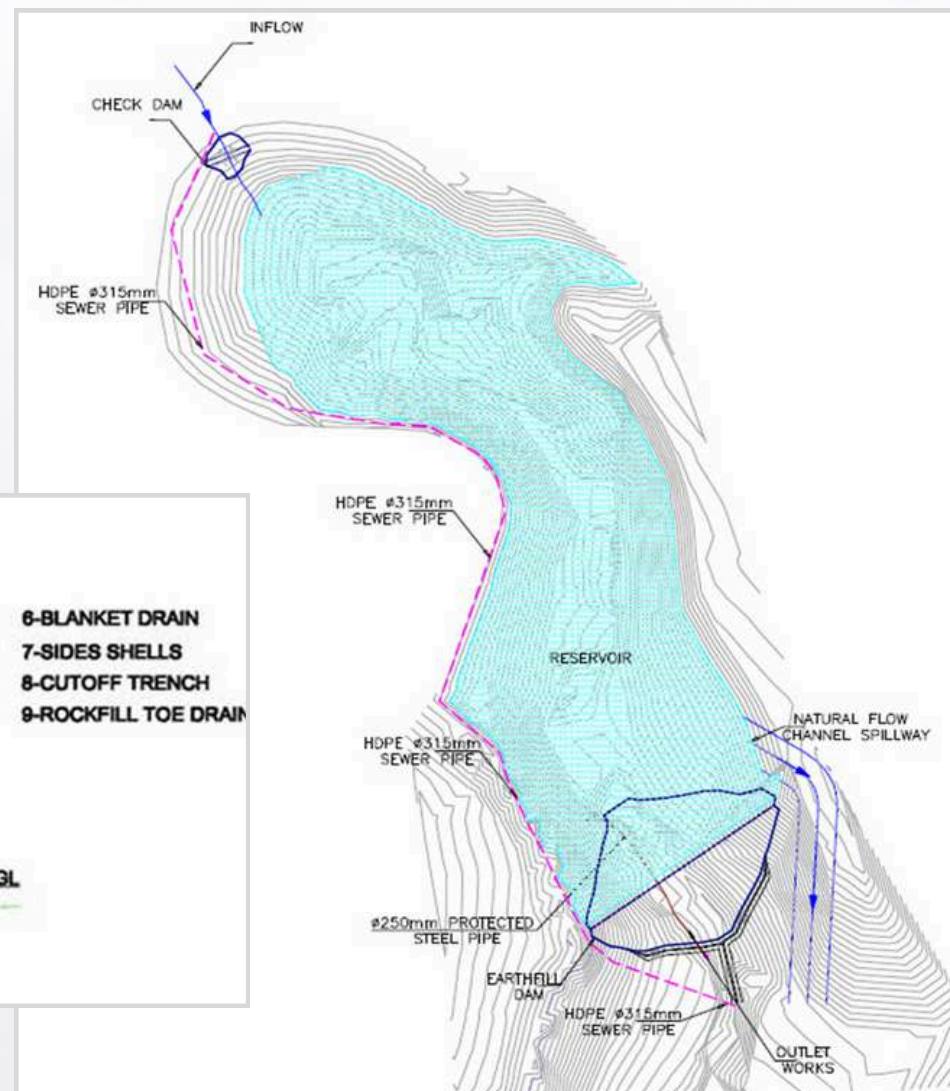 INFLOW
CHECK DAM
HDPE ø315mm
SEWER PIPE
HDPE ø315mm
SEWER PIPE
6-BLANKET DRAIN
7-SIDES SHELLS
8-CUTOFF TRENCH
9-ROCKFILL TOE DRAIN
RESERVOIR
NATURAL FLOW
CHANNEL SPILLWAY
HDPE ø315mm
SEWER PIPE
GL
ø250mm PROTECTED
STEEL PIPE
EARTHFILL
DAM
HDPE ø315mm
SEWER PIPE
OUTLET
WORKS